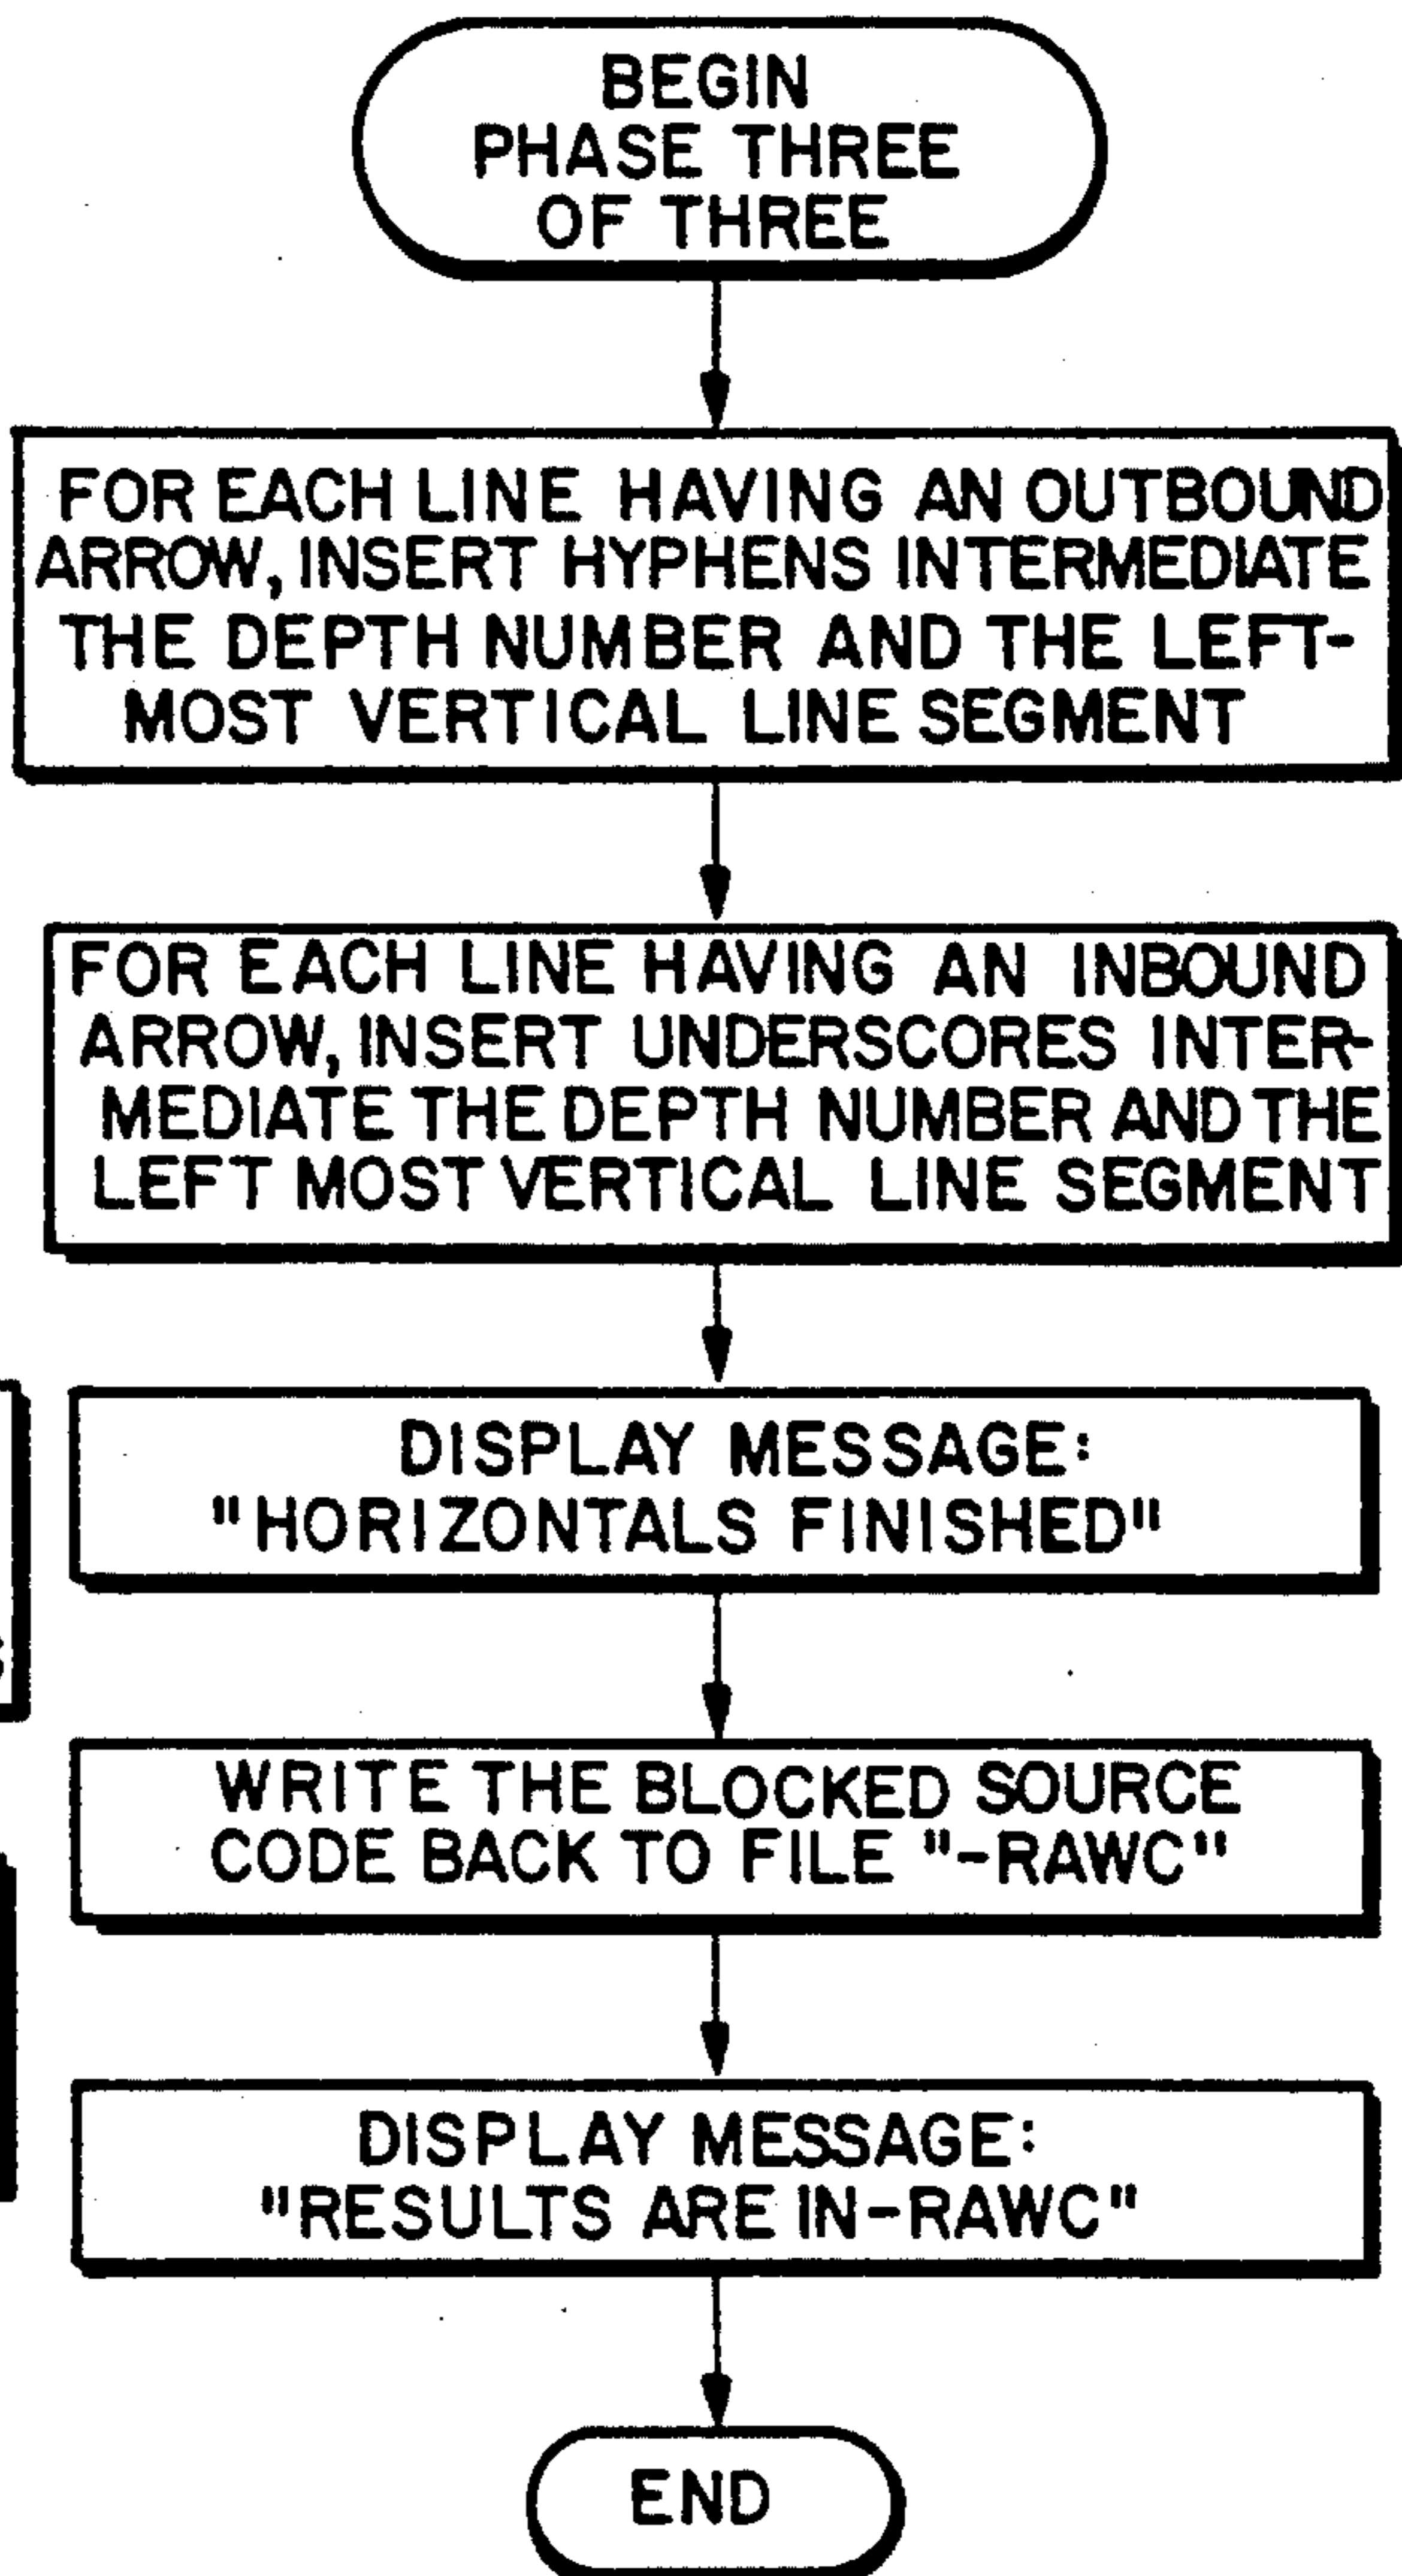 BEGIN
PHASE THREE
OF THREE
FOR EACH LINE HAVING AN OUTBOUND
ARROW, INSERT HYPHENS INTERMEDIATE
THE DEPTH NUMBER AND THE LEFT-
MOST VERTICAL LINE SEGMENT
FOR EACH LINE HAVING AN INBOUND
ARROW, INSERT UNDERSCORES INTER-
MEDIATE THE DEPTH NUMBER AND THE
LEFT MOST VERTICAL LINE SEGMENT
DISPLAY MESSAGE:
"HORIZONTALS FINISHED"
WRITE THE BLOCKED SOURCE
CODE BACK TO FILE "-RAWC"
DISPLAY MESSAGE:
"RESULTS ARE IN-RAWC"
END